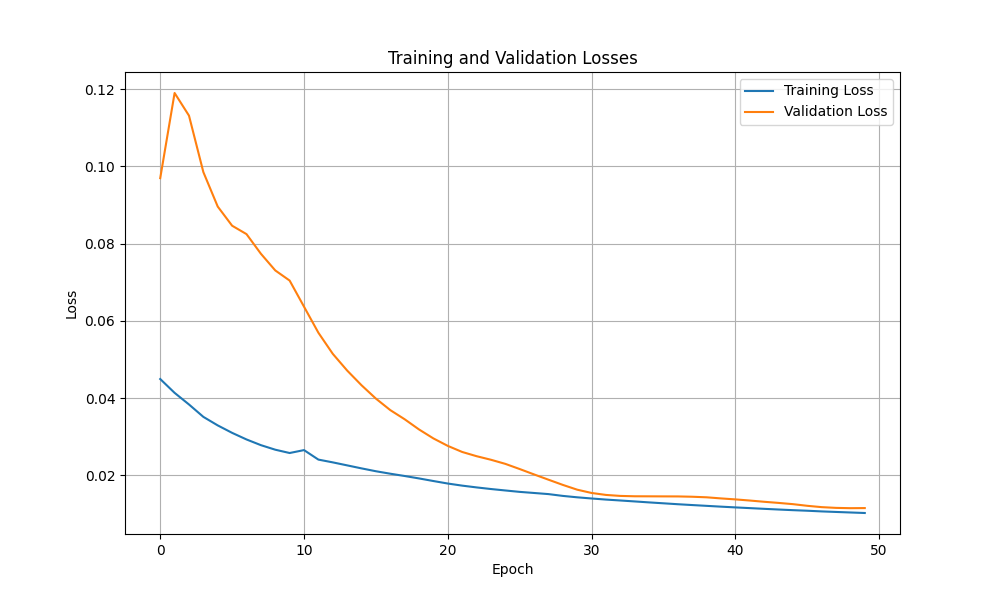 Training and Validation Losses
Training Loss
Validation Loss
0.12
0.10
0.08
0.06
0.04
0.02
Loss
0 10 20 30 40 50
Epoch